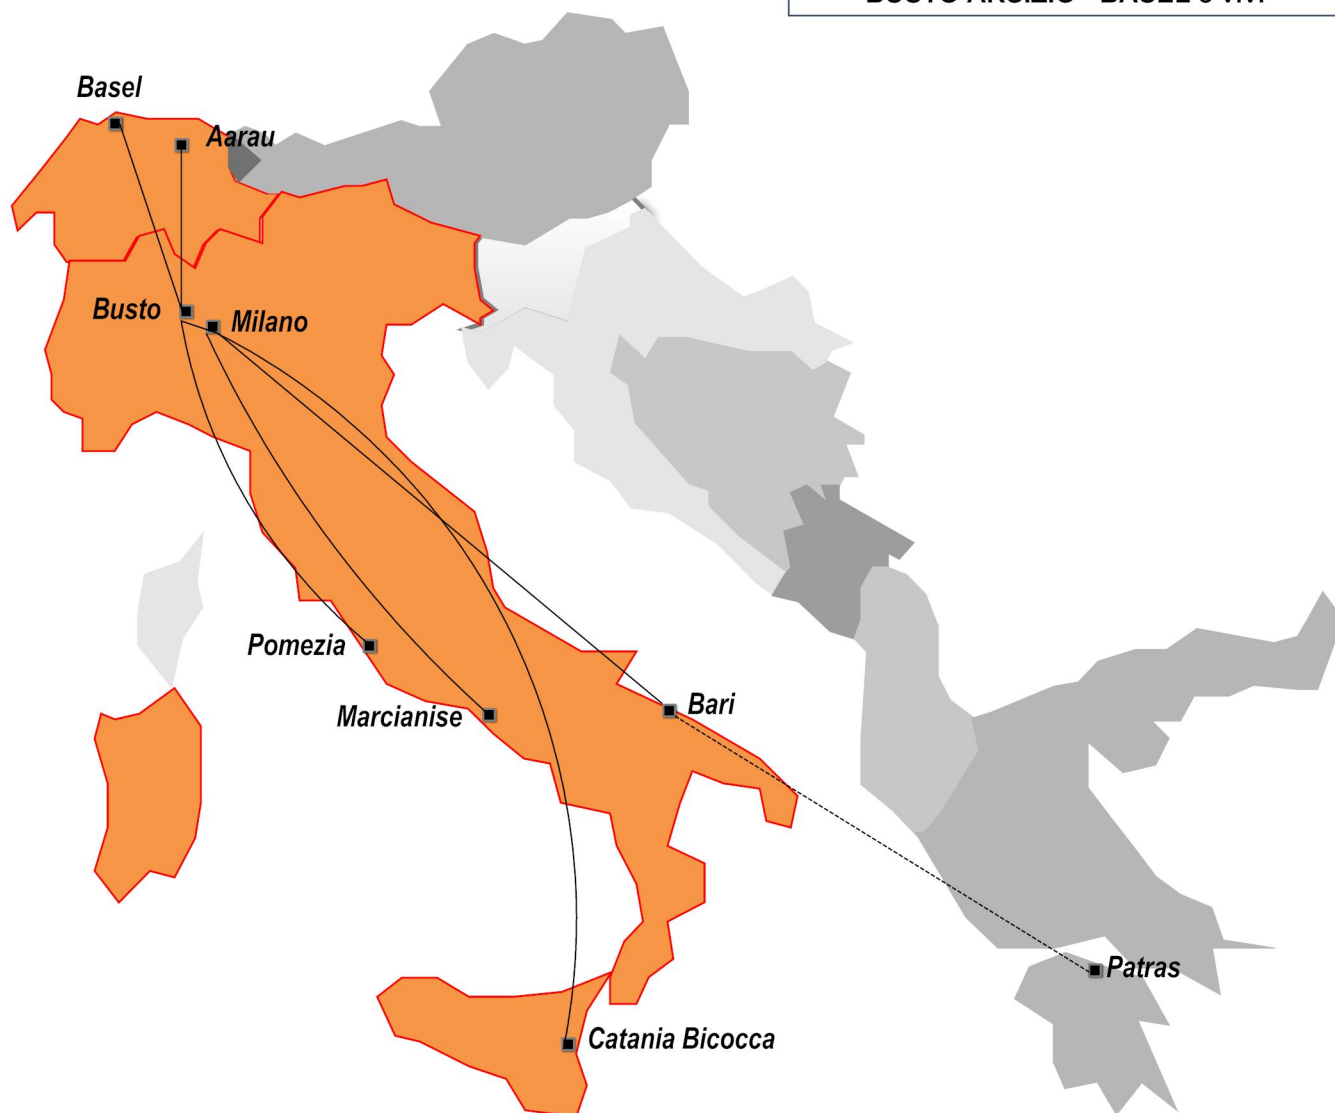 Basel
Aarau
Busto
Milano
Pomezia
Marcianise
Bari
Patras
Catania Bicocca